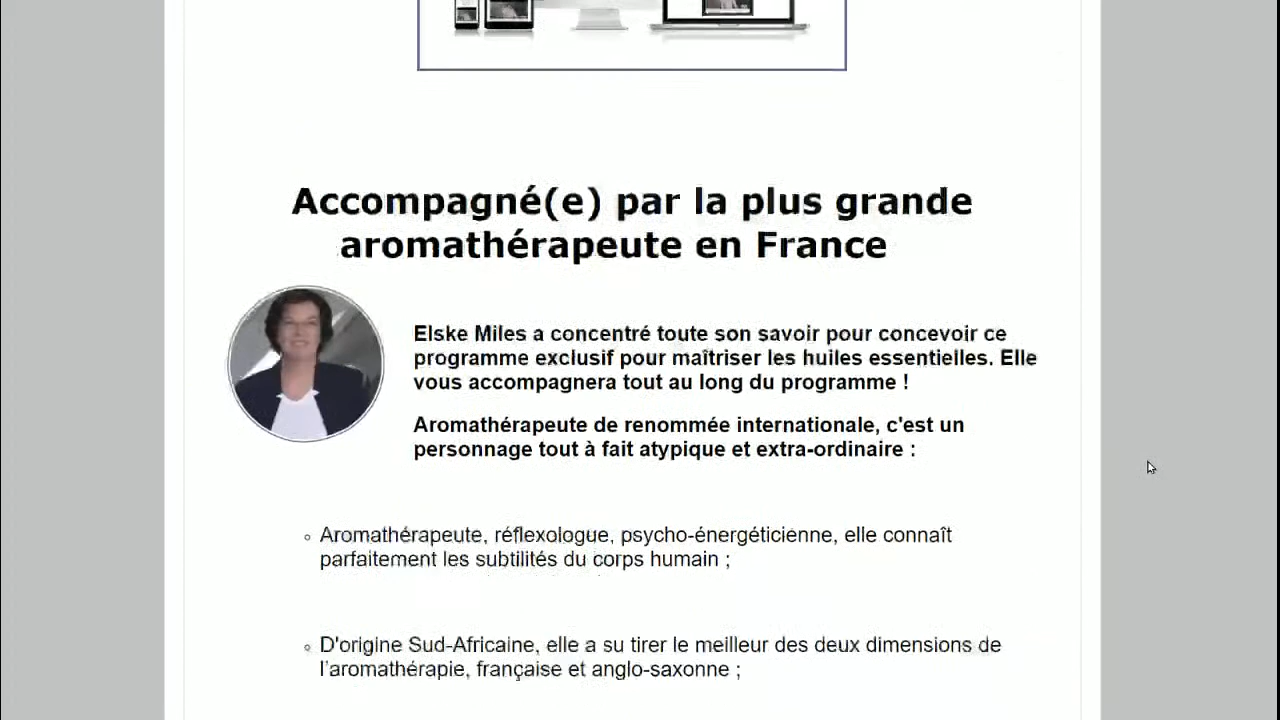 Accompagné(e) par la plus grande
aromathérapeute en France
Elske Miles a concentré toute son savoir pour concevoir ce
programme exclusif pour maîtriser les huiles essentielles. Elle
vous accompagnera tout au long du programme !
Aromathérapeute de renommée internationale, c'est un
personnage tout à fait atypique et extra-ordinaire :
Aromathérapeute, réflexologue, psycho-énergéticienne, elle connaît
parfaitement les subtilités du corps humain ;
D'origine Sud-Africaine, elle a su tirer le meilleur des deux dimensions de
l'aromathérapie, française et anglo-saxonne ;